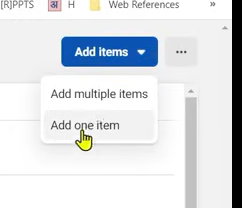 [R]PPTS अ H Web References »
Add items
Add multiple items
Add one item